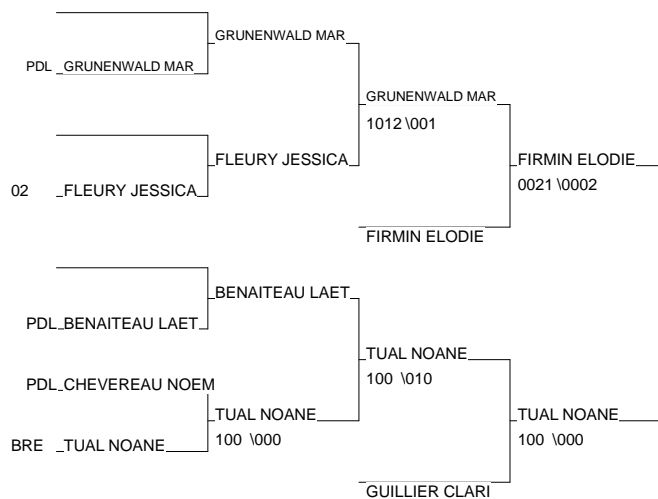 GRUNENWALD MAR
PDL GRUNENWALD MAR
GRUNENWALD MAR
1012 \001
FLEURY JESSICA
FIRMIN ELODIE
0021 \0002
02 FLEURY JESSICA
FIRMIN ELODIE
BENAITEAU LAET
PDL BENAITEAU LAET
TUAL NOANE
100 \010
PDL CHEVEREAU NOEM
TUAL NOANE
100 \000
TUAL NOANE
100 \000
BRE TUAL NOANE
GUILLIER CLARI